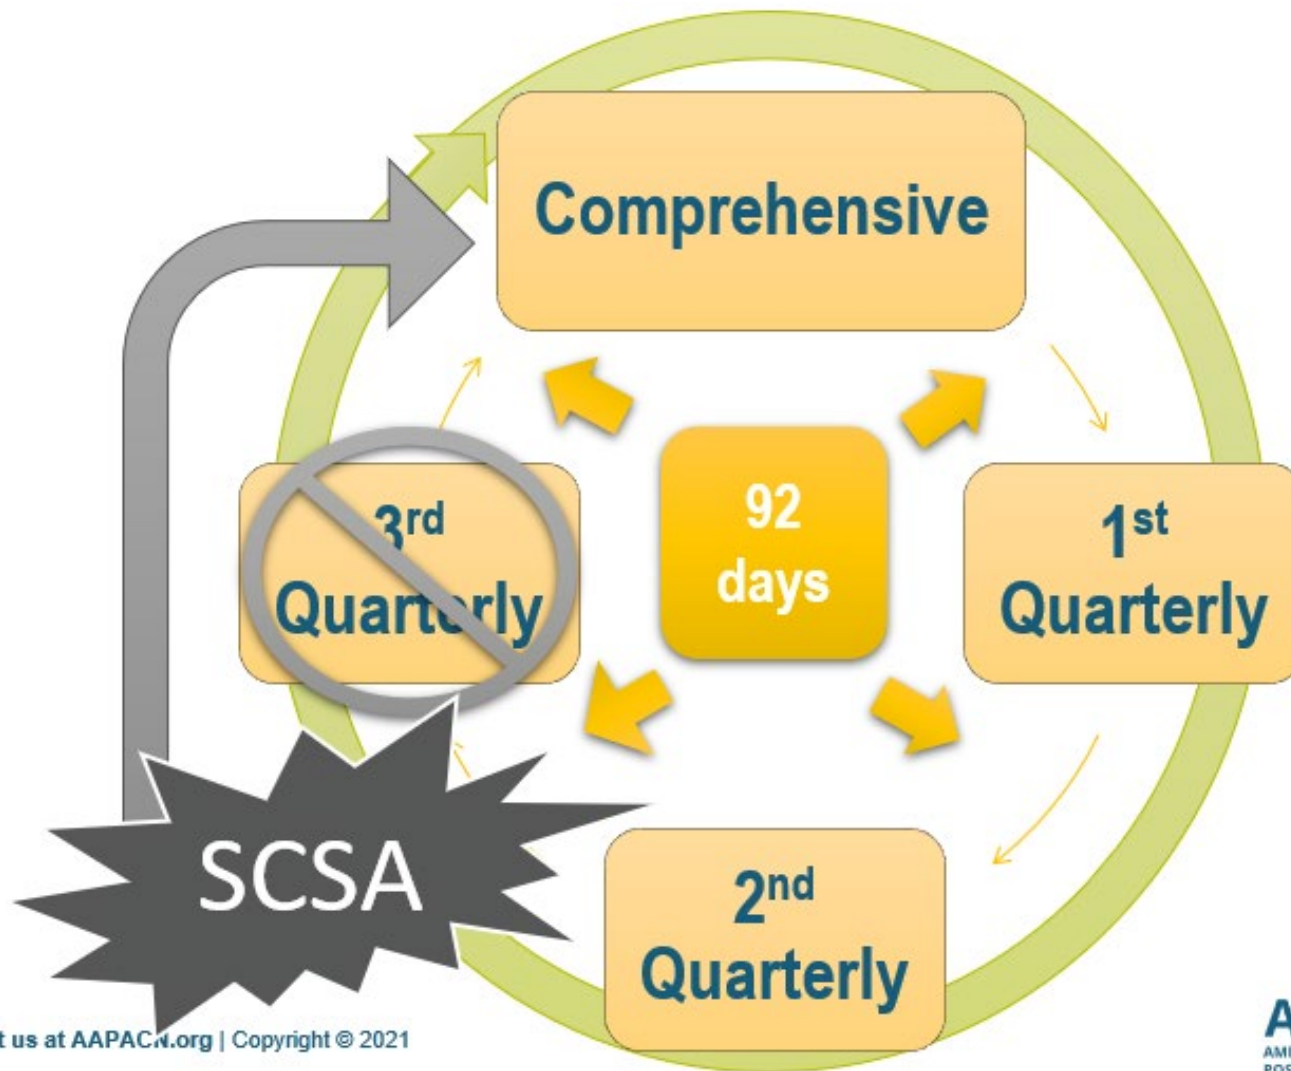 Comprehensive
92
days
1st
Quarterly
3rd
Quarterly
2nd
Quarterly
SCSA
t us at AAPACN.org | Copyright © 2021